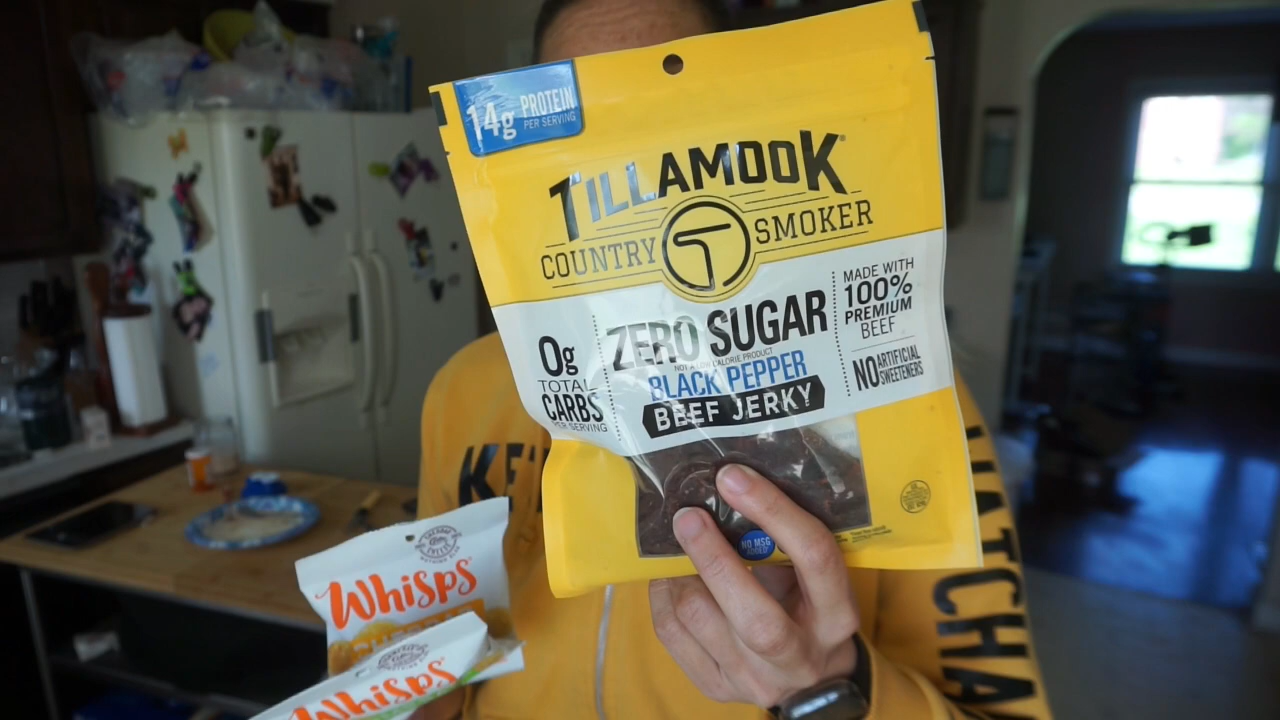 14g PROTEIN
PER SERVING
TILLAMOOK
COUNTRY SMOKER
0g
TOTAL
CARBS
PER SERVING
ZERO SUGAR
NOT A LOW CALORIE PRODUCT
BLACK PEPPER
BEEF JERKY
MADE WITH
100%
PREMIUM
BEEF
NO ARTIFICIAL
SWEETENERS
NO MSG
ADDED
KE
Whisps
Whisps